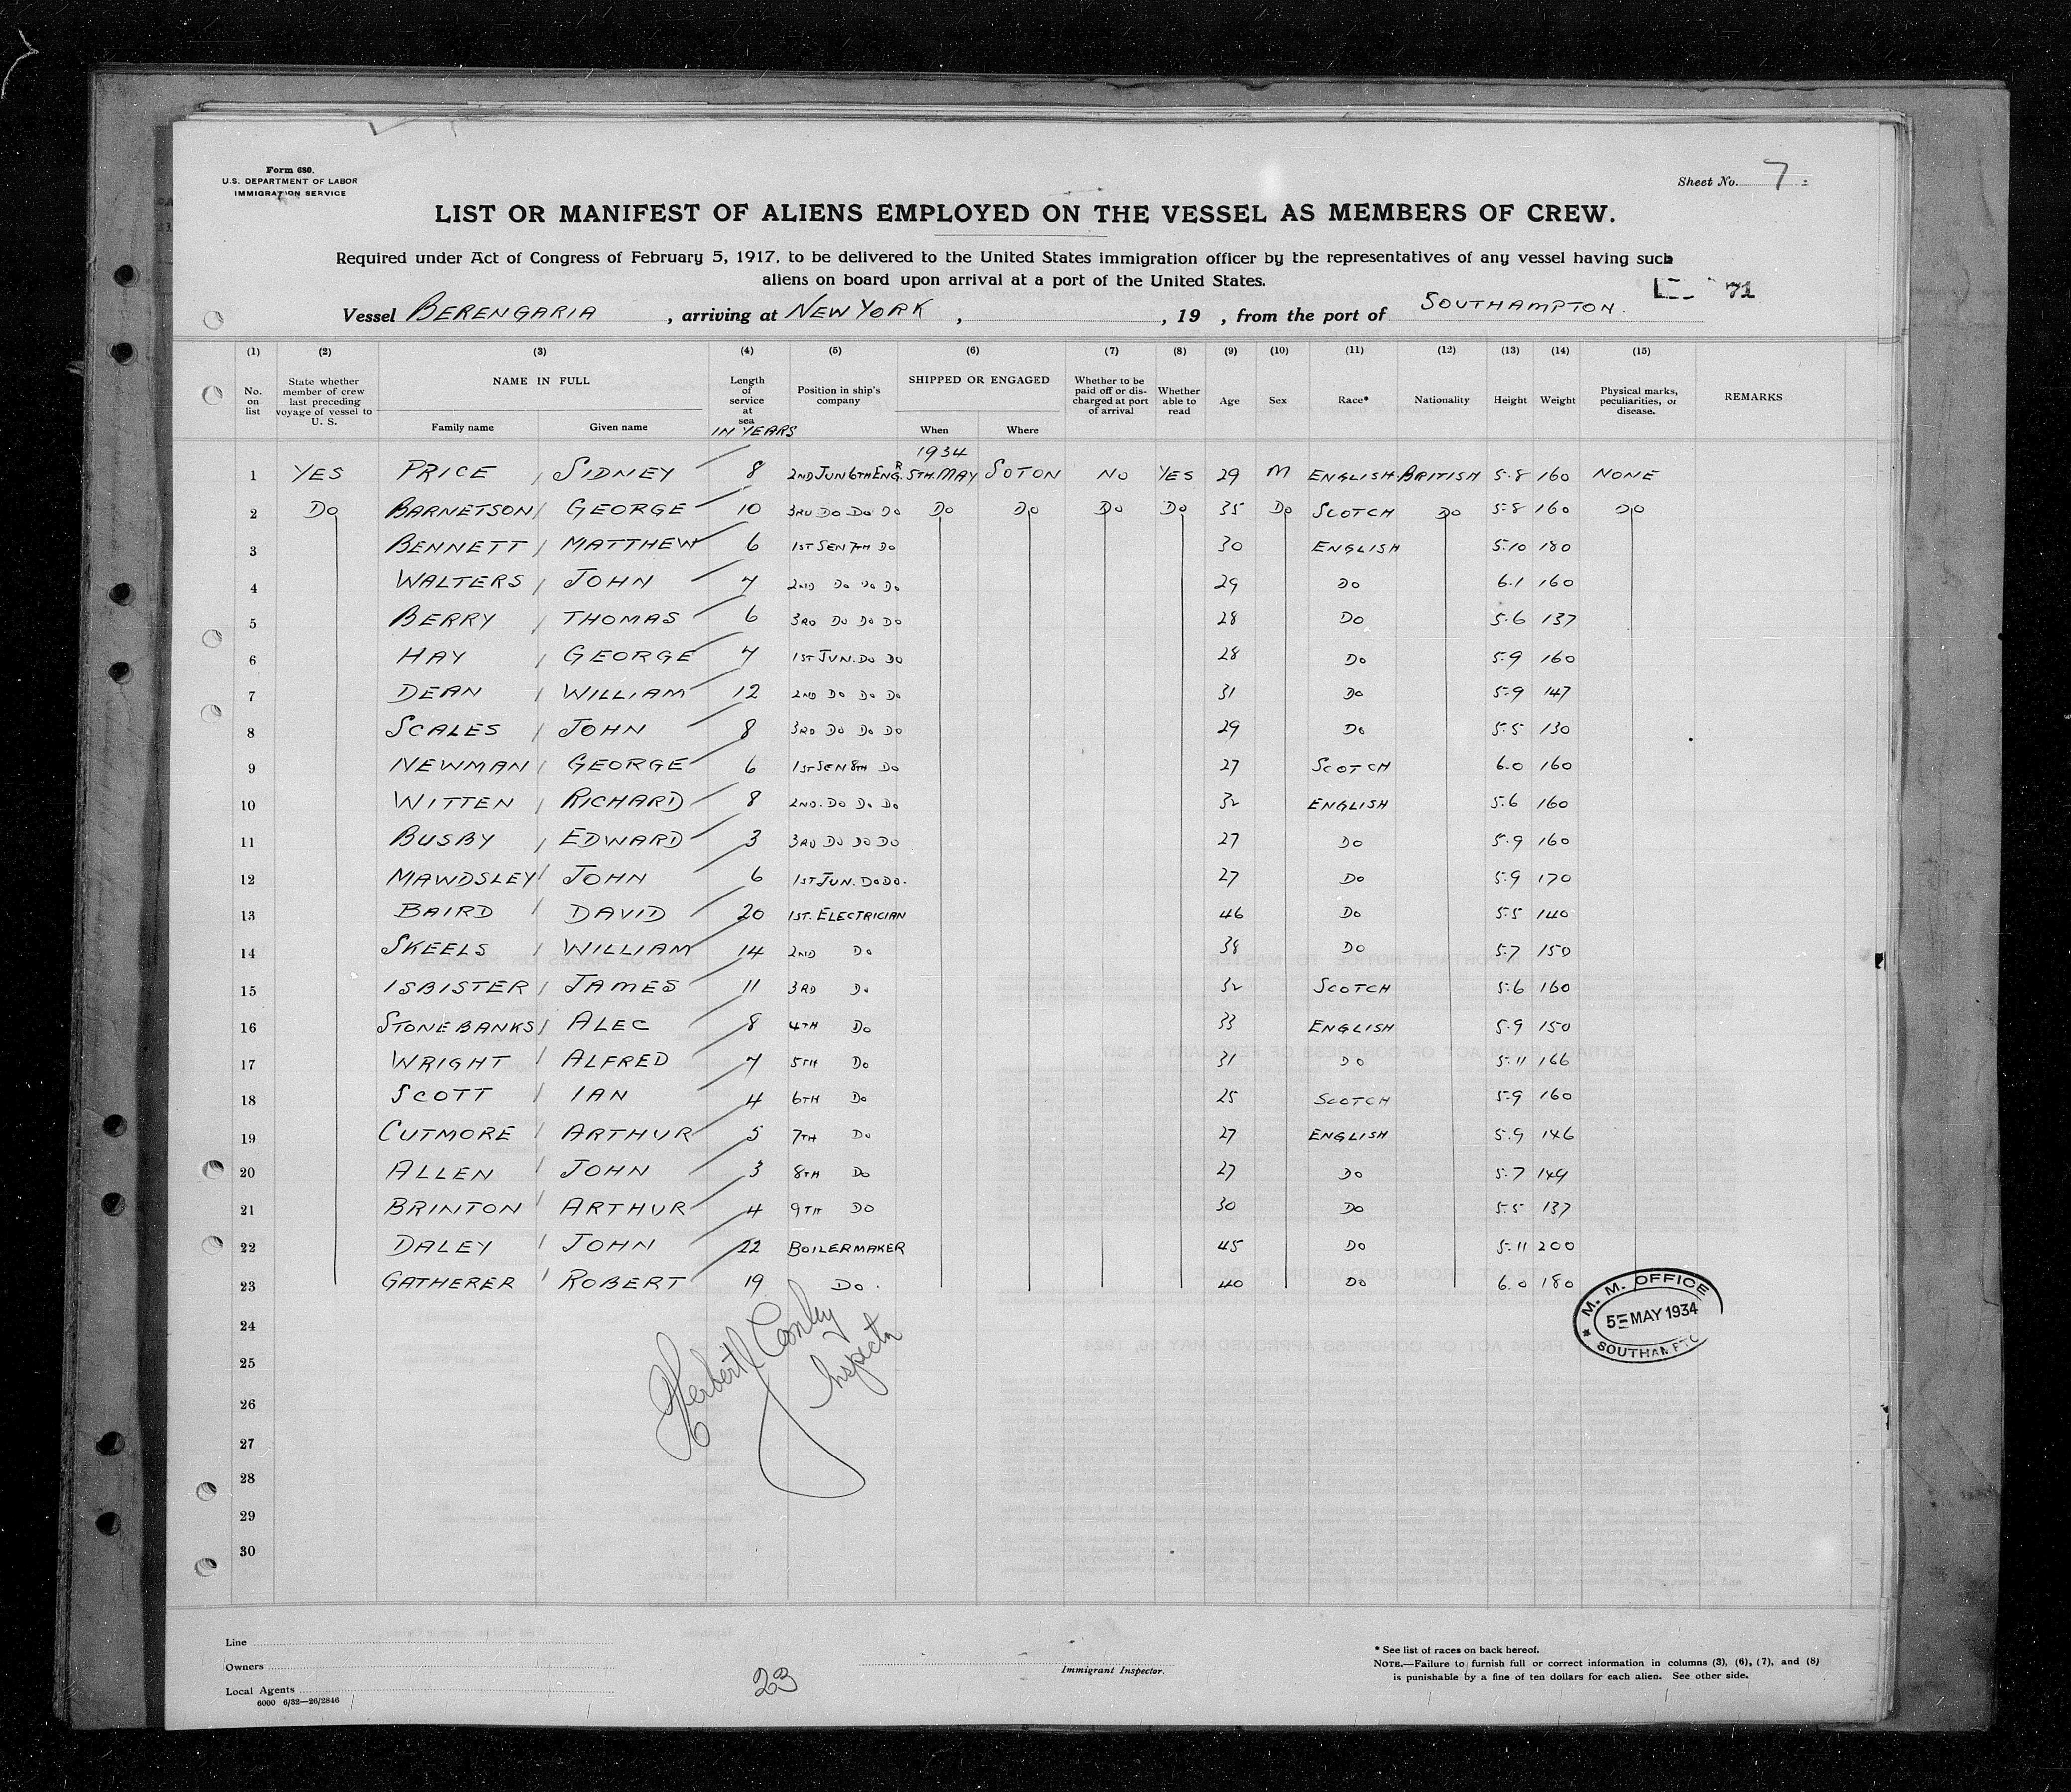 Form 680.
U.S. DEPARTMENT OF LABOR
IMMIGRATION SERVICE
Sheet No. 7
LIST OR MANIFEST OF ALIENS EMPLOYED ON THE VESSEL AS MEMBERS OF CREW.
Required under Act of Congress of February 5, 1917, to be delivered to the United States immigration officer by the representatives of any vessel having such
aliens on board upon arrival at a port of the United States.
71
Vessel BERENGARIA, arriving at NEW YORK, , 19 , from the port of SOUTHAMPTON.
(1) (2) (3) (4) (5) (6) (7) (8) (9) (10) (11) (12) (13) (14) (15)
No. on list State whether member of crew last preceding voyage of vessel to U. S. NAME IN FULL Family name Given name Length of service at sea IN YEARS Position in ship's company SHIPPED OR ENGAGED When Where Whether to be paid off or discharged at port of arrival Whether able to read Age Sex Race* Nationality Height Weight Physical marks, peculiarities, or disease. REMARKS
1934
1 YES PRICE, SIDNEY 8 2ND JUN 6TH ENGR. 5TH MAY SOTON NO YES 29 M ENGLISH BRITISH 5.8 160 NONE
2 DO BARNETSON, GEORGE 10 3RD DO DO DO DO DO DO DO 35 DO SCOTCH DO 5.8 160 DO
3 BENNETT, MATTHEW 6 1ST SEN 7TH DO 30 ENGLISH 5.10 180
4 WALTERS, JOHN 7 2ND DO DO DO 29 DO 6.1 160
5 BERRY, THOMAS 6 3RD DO DO DO 28 DO 5.6 137
6 HAY, GEORGE 7 1ST JUN. DO DO 28 DO 5.9 160
7 DEAN, WILLIAM 12 2ND DO DO DO 31 DO 5.9 147
8 SCALES, JOHN 8 3RD DO DO DO 29 DO 5.5 130
9 NEWMAN, GEORGE 6 1ST SEN 8TH DO 27 SCOTCH 6.0 160
10 WITTEN, RICHARD 8 2ND. DO DO DO 32 ENGLISH 5.6 160
11 BUSBY, EDWARD 3 3RD DO DO DO 27 DO 5.9 160
12 MAWDSLEY, JOHN 6 1ST JUN. DO DO. 27 DO 5.9 170
13 BAIRD, DAVID 20 1ST. ELECTRICIAN 46 DO 5.5 140
14 SKEELS, WILLIAM 14 2ND DO 38 DO 5.7 150
15 ISBISTER, JAMES 11 3RD DO 32 SCOTCH 5.6 160
16 STONEBANKS, ALEC 8 4TH DO 33 ENGLISH 5.9 150
17 WRIGHT, ALFRED 7 5TH DO 31 DO 5.11 166
18 SCOTT, IAN 4 6TH DO 25 SCOTCH 5.9 160
19 CUTMORE, ARTHUR 5 7TH DO 27 ENGLISH 5.9 146
20 ALLEN, JOHN 3 8TH DO 27 DO 5.7 149
21 BRINTON, ARTHUR 4 9TH DO 30 DO 5.5 137
22 DALEY, JOHN 22 BOILERMAKER 45 DO 5.11 200
23 GATHERER, ROBERT 19 DO. 40 DO 6.0 180
24
25
26
27
28
29
30
M. M. OFFICE
5 MAY 1934
SOUTHAMPTO
Herbert Conley
Inspector
Line
Owners
Local Agents
6000 6/32—26/2846
23
Immigrant Inspector.
* See list of races on back hereof.
NOTE.—Failure to furnish full or correct information in columns (3), (6), (7), and (8)
is punishable by a fine of ten dollars for each alien. See other side.